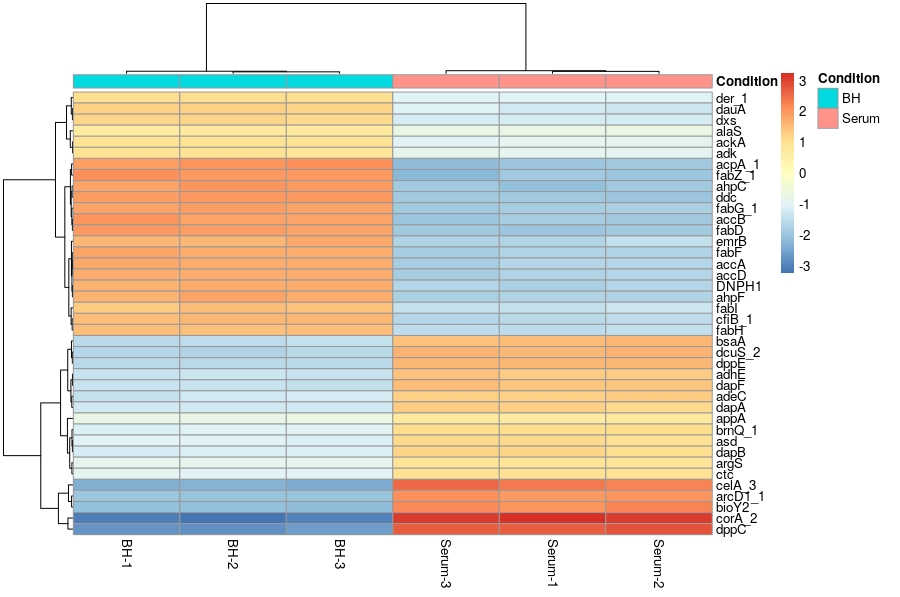 Condition
der_1
dauA
dxs
alaS
ackA
adk
acpA_1
fabZ_1
ahpC
ddc
fabG_1
accB
fabD
emrB
fabF
accA
accD
DNPH1
ahpF
fabI
cfiB_1
fabH
bsaA
dcuS_2
dppE
adhE
dapF
adeC
dapA
appA
brnQ_1
asd
dapB
argS
ctc
celA_3
arcD1_1
bioY2
corA_2
dppC
BH-1
BH-2
BH-3
Serum-3
Serum-1
Serum-2
3
2
1
0
-1
-2
-3
Condition
BH
Serum